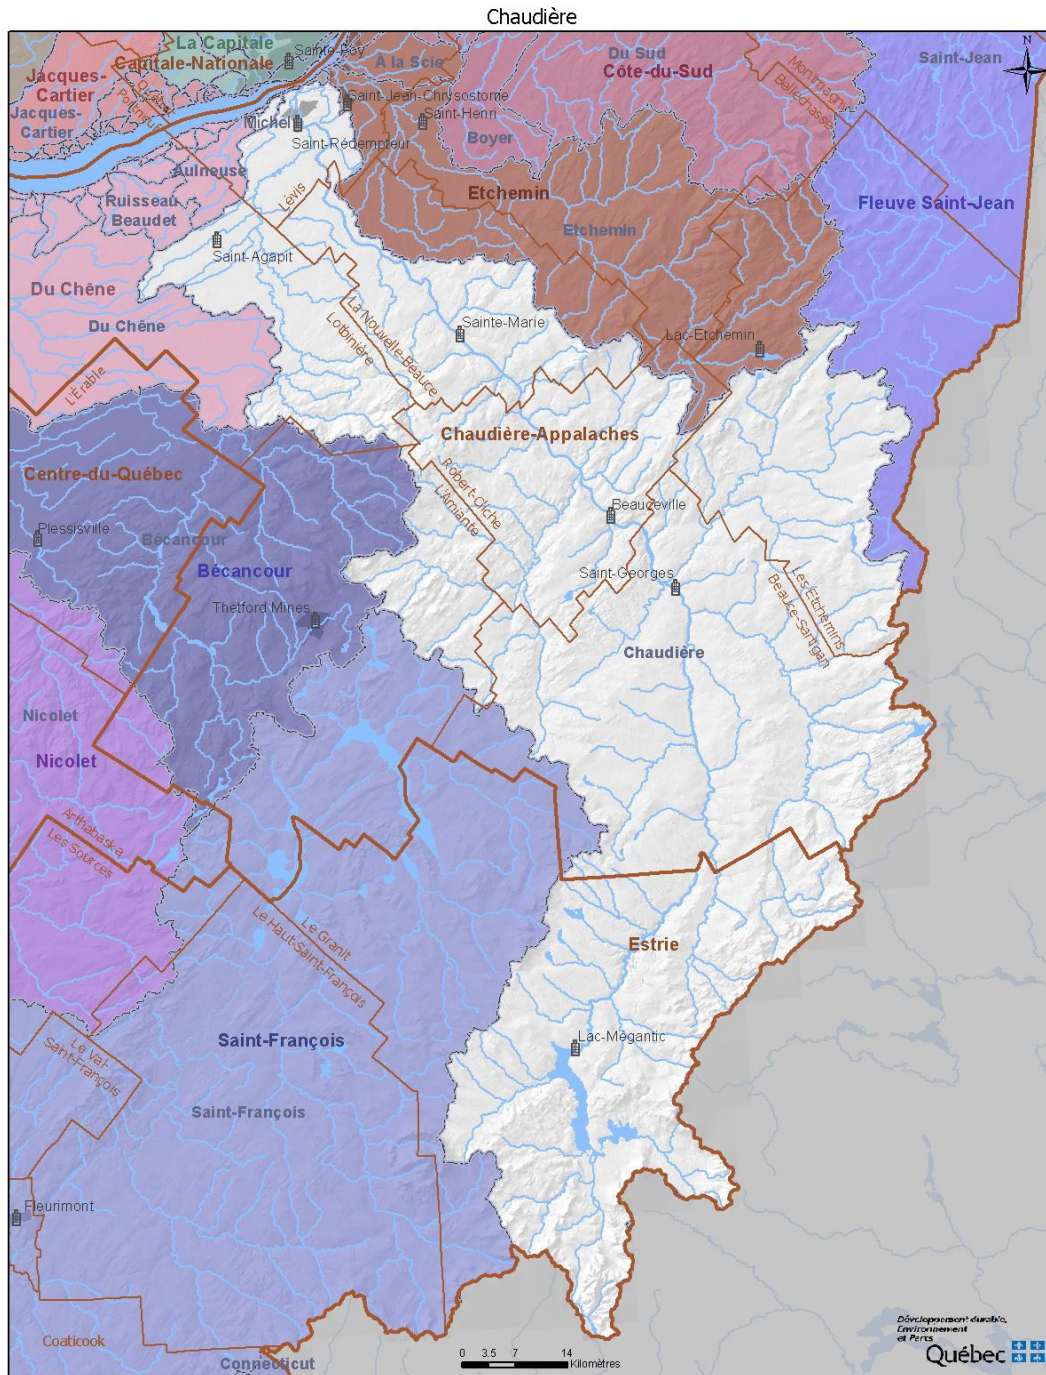 Chaudière
La Capitale
Capitale-Nationale
Sainte-Foy
A la Scie
Du Sud
Côte-du-Sud
Saint-Jean
N
Jacques-
Cartier
Jacques-
Cartier
Portneuf
Michel
Saint-Jean-Chrysostome
Saint-Henri
Saint-Rédempteur
Boyer
Montmagny
Bellechasse
Aulneuse
Ruisseau
Beaudet
Lévis
Etchemin
Etchemin
Fleuve Saint-Jean
Saint-Agapit
Du Chêne
Du Chêne
La Nouvelle-Beauce
Lotbinière
Sainte-Marie
Lac-Etchemin
L'Érable
Chaudière-Appalaches
Centre-du-Québec
Robert-Cliche
L'Amiante
Beauceville
Plessisville
Bécancour
Bécancour
Saint-Georges
Les Etchemins
Beauce-Sartigan
Thetford Mines
Chaudière
Nicolet
Nicolet
Arthabaska
Les Sources
Le Granit
Le Haut-Saint-François
Estrie
Saint-François
Lac-Mégantic
Le Val-
Saint-François
Saint-François
Fleurimont
Coaticook
Connecticut
0 3.5 7 14
Kilomètres
Développement durable,
Environnement
et Parcs
Québec